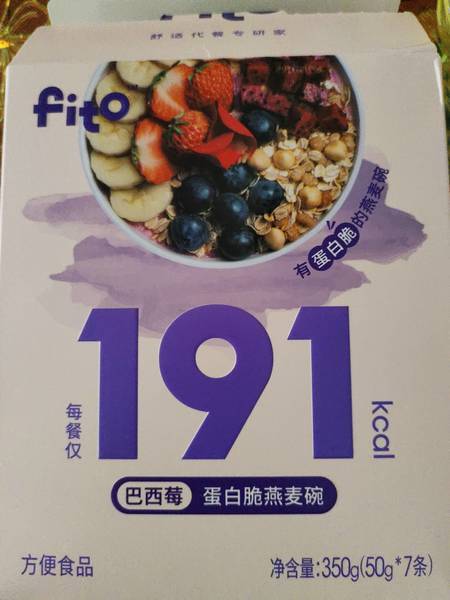 fito
舒适代餐专研家
fito
有蛋白脆的燕麦碗
191
每餐仅
kcal
巴西莓 蛋白脆燕麦碗
方便食品
净含量:350g(50g*7条)